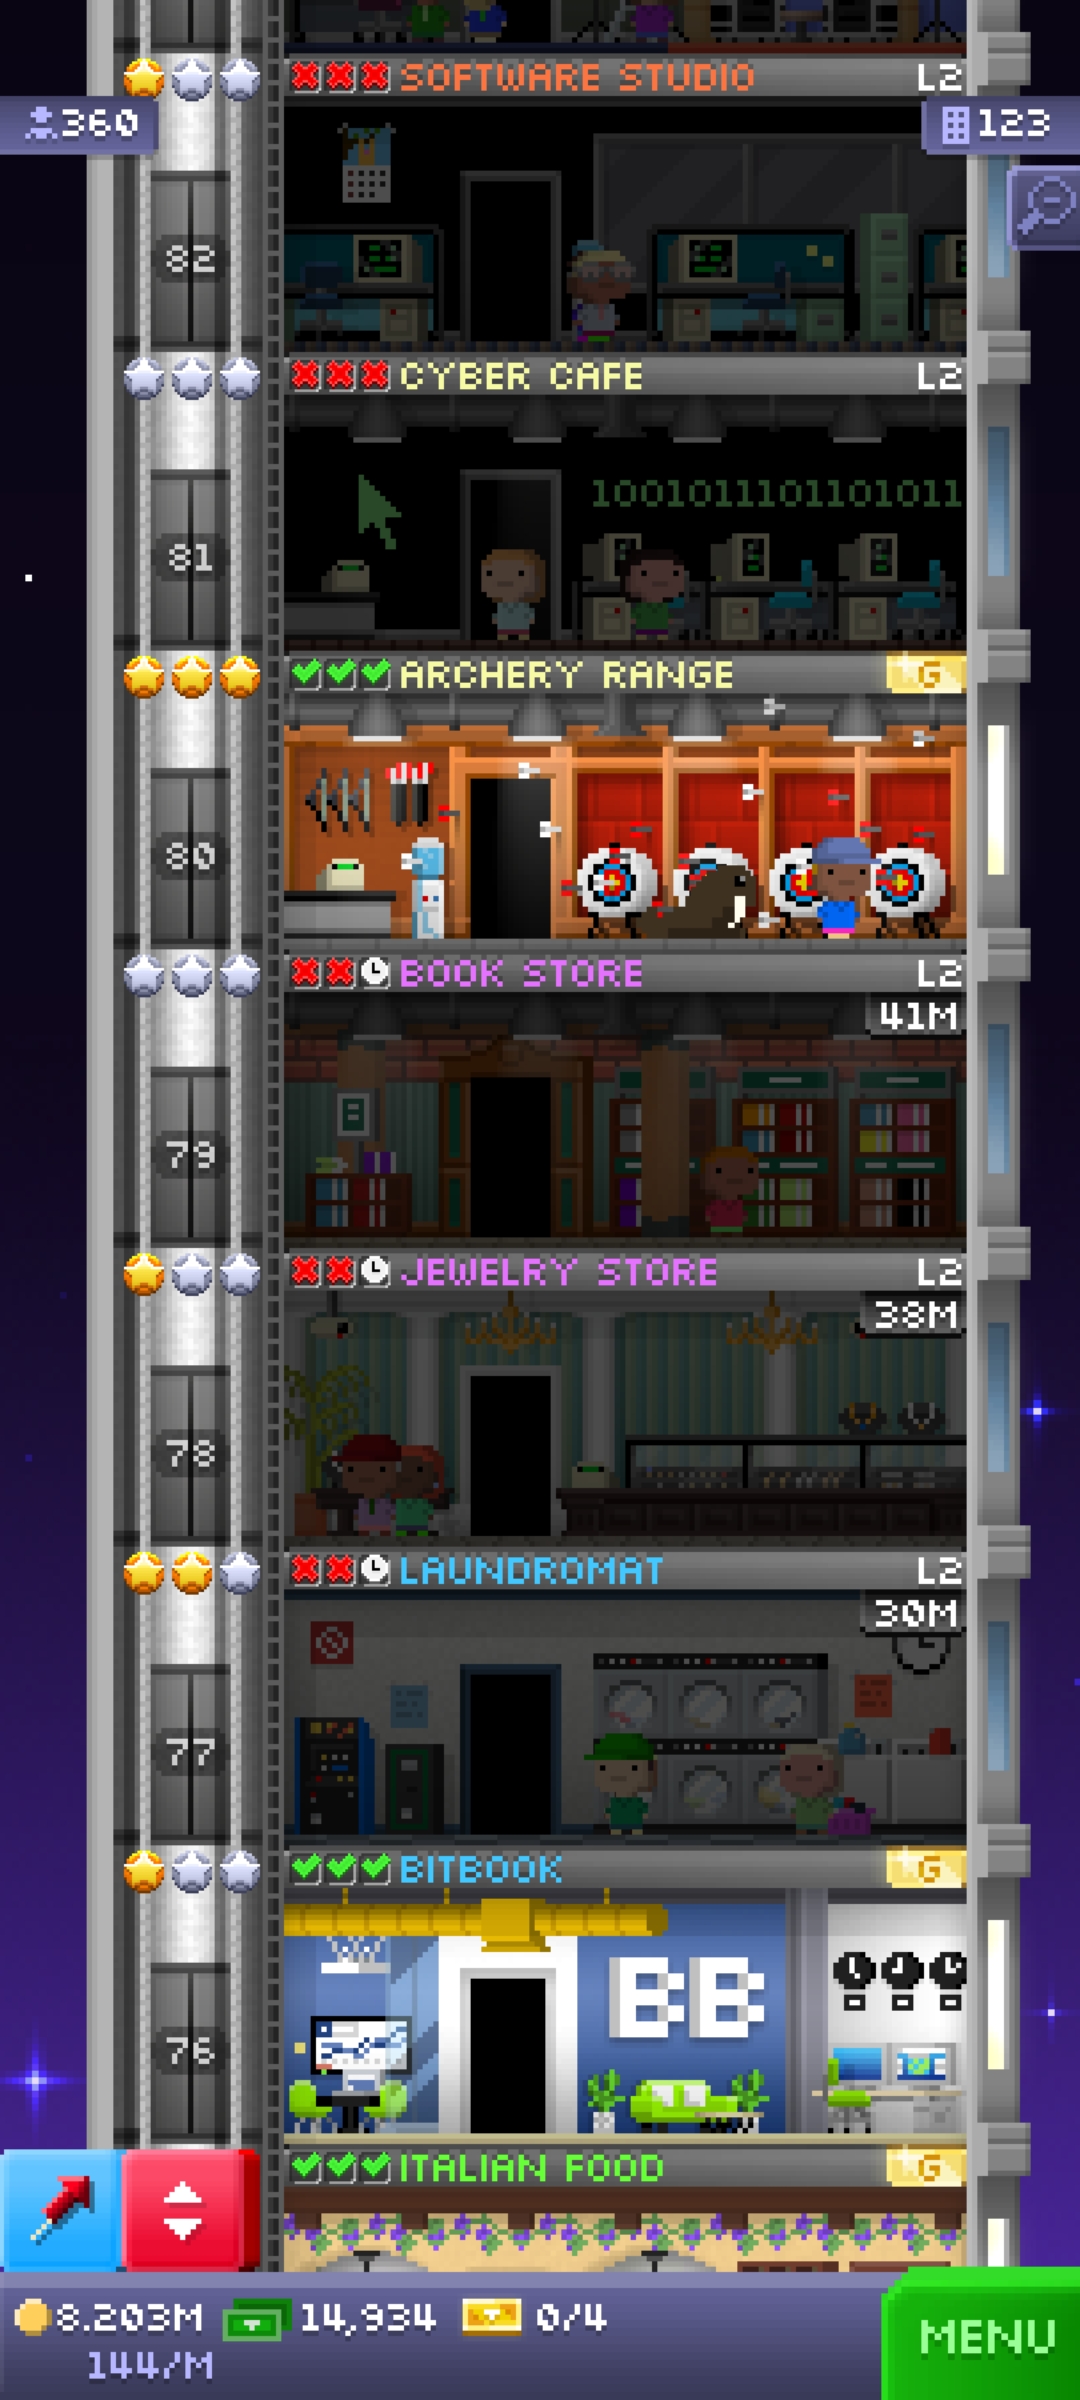 SOFTWARE STUDIO L2
360
123
82
CYBER CAFE L2
1001011101101011
81
ARCHERY RANGE G
80
BOOK STORE L2
41M
79
JEWELRY STORE L2
38M
78
LAUNDROMAT L2
30M
77
BITBOOK G
BB
76
ITALIAN FOOD G
8.203M 14,934 0/4
144/M
MENU